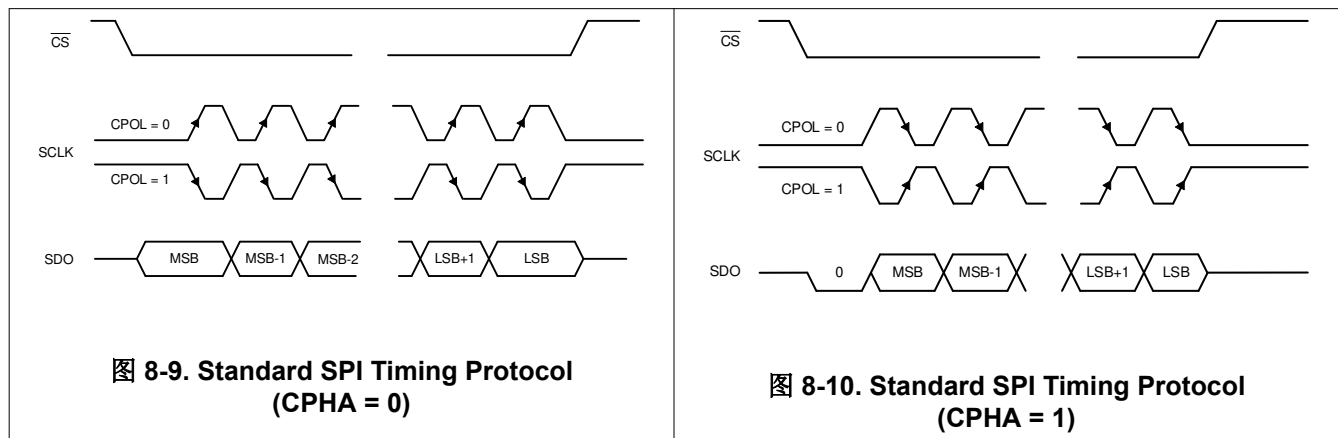 CS
CPOL = 0
SCLK
CPOL = 1
SDO
MSB
MSB-1
MSB-2
LSB+1
LSB
图 8-9. Standard SPI Timing Protocol
(CPHA = 0)
CS
CPOL = 0
SCLK
CPOL = 1
SDO
0
MSB
MSB-1
LSB+1
LSB
图 8-10. Standard SPI Timing Protocol
(CPHA = 1)